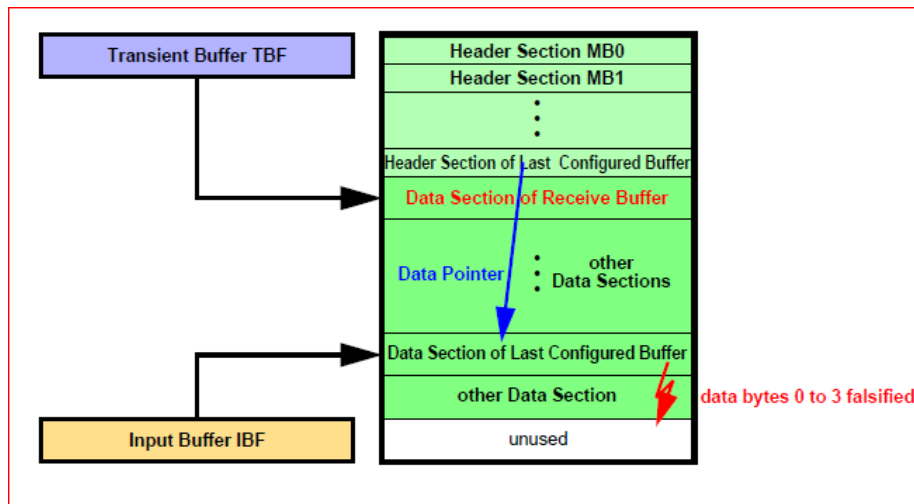 Transient Buffer TBF
Header Section MB0
Header Section MB1
Header Section of Last Configured Buffer
Data Section of Receive Buffer
Data Pointer
other
Data Sections
Data Section of Last Configured Buffer
other Data Section
data bytes 0 to 3 falsified
Input Buffer IBF
unused